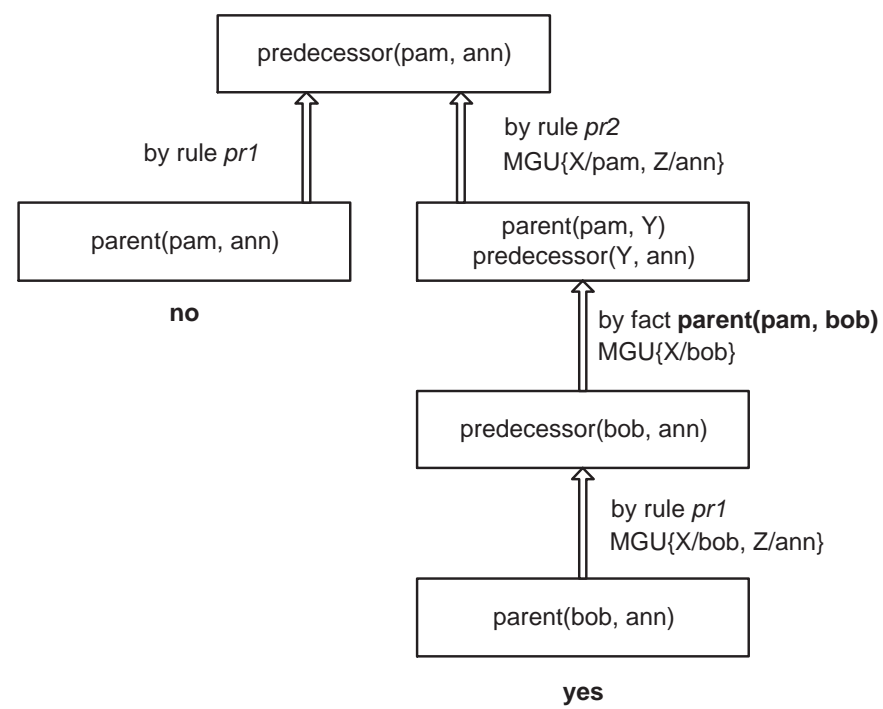 predecessor(pam, ann)
by rule pr1
by rule pr2
MGU{X/pam, Z/ann}
parent(pam, ann)
no
parent(pam, Y)
predecessor(Y, ann)
by fact parent(pam, bob)
MGU{X/bob}
predecessor(bob, ann)
by rule pr1
MGU{X/bob, Z/ann}
parent(bob, ann)
yes